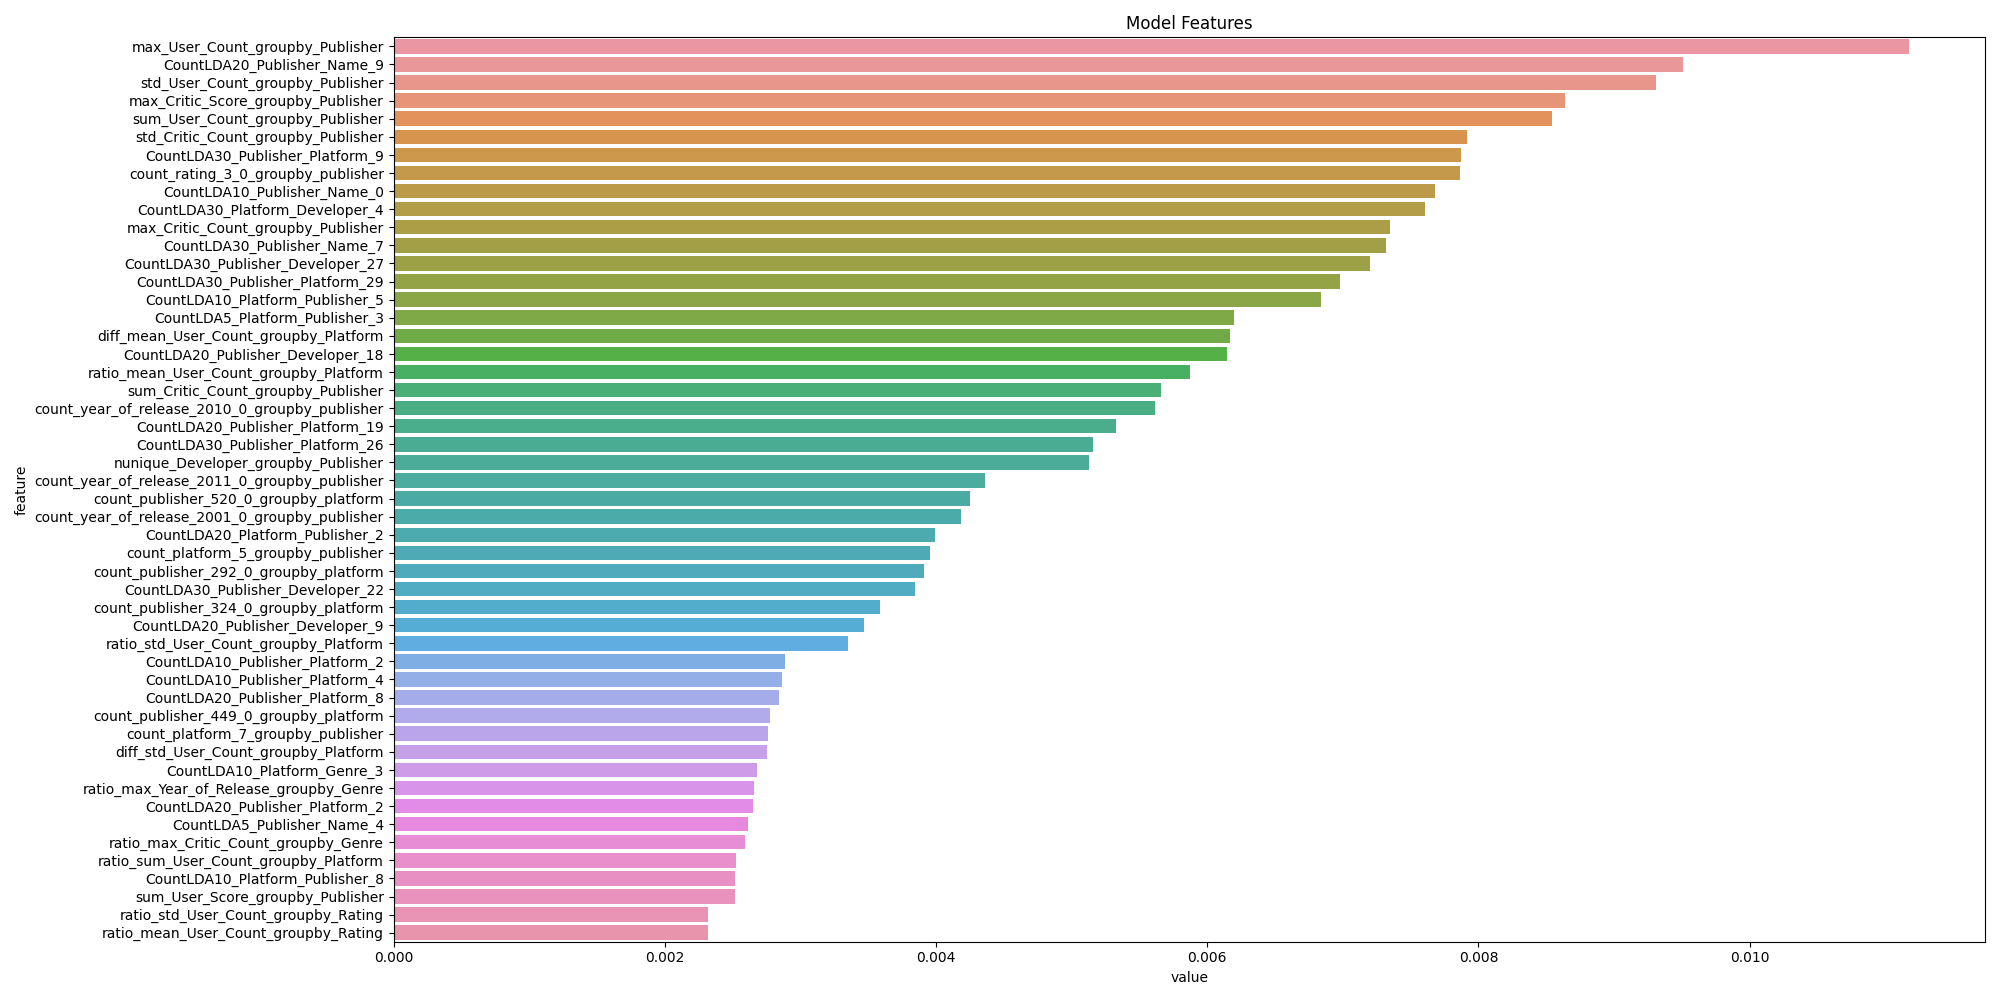 Model Features
feature
max_User_Count_groupby_Publisher
CountLDA20_Publisher_Name_9
std_User_Count_groupby_Publisher
max_Critic_Score_groupby_Publisher
sum_User_Count_groupby_Publisher
std_Critic_Count_groupby_Publisher
CountLDA30_Publisher_Platform_9
count_rating_3_0_groupby_publisher
CountLDA10_Publisher_Name_0
CountLDA30_Platform_Developer_4
max_Critic_Count_groupby_Publisher
CountLDA30_Publisher_Name_7
CountLDA30_Publisher_Developer_27
CountLDA30_Publisher_Platform_29
CountLDA10_Platform_Publisher_5
CountLDA5_Platform_Publisher_3
diff_mean_User_Count_groupby_Platform
CountLDA20_Publisher_Developer_18
ratio_mean_User_Count_groupby_Platform
sum_Critic_Count_groupby_Publisher
count_year_of_release_2010_0_groupby_publisher
CountLDA20_Publisher_Platform_19
CountLDA30_Publisher_Platform_26
nunique_Developer_groupby_Publisher
count_year_of_release_2011_0_groupby_publisher
count_publisher_520_0_groupby_platform
count_year_of_release_2001_0_groupby_publisher
CountLDA20_Platform_Publisher_2
count_platform_5_groupby_publisher
count_publisher_292_0_groupby_platform
CountLDA30_Publisher_Developer_22
count_publisher_324_0_groupby_platform
CountLDA20_Publisher_Developer_9
ratio_std_User_Count_groupby_Platform
CountLDA10_Publisher_Platform_2
CountLDA10_Publisher_Platform_4
CountLDA20_Publisher_Platform_8
count_publisher_449_0_groupby_platform
count_platform_7_groupby_publisher
diff_std_User_Count_groupby_Platform
CountLDA10_Platform_Genre_3
ratio_max_Year_of_Release_groupby_Genre
CountLDA20_Publisher_Platform_2
CountLDA5_Publisher_Name_4
ratio_max_Critic_Count_groupby_Genre
ratio_sum_User_Count_groupby_Platform
CountLDA10_Platform_Publisher_8
sum_User_Score_groupby_Publisher
ratio_std_User_Count_groupby_Rating
ratio_mean_User_Count_groupby_Rating
0.000 0.002 0.004 0.006 0.008 0.010
value